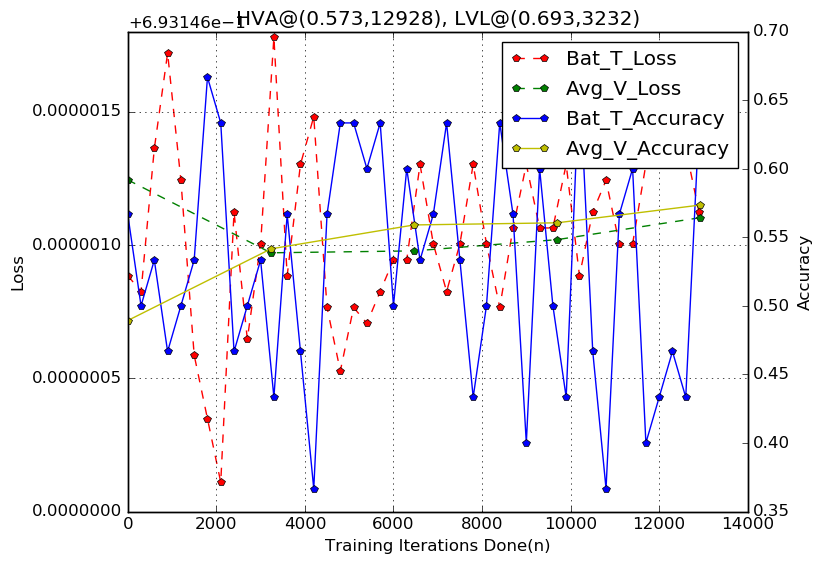 +6.93146e−1
HVA@(0.573,12928), LVL@(0.693,3232)
Bat_T_Loss
Avg_V_Loss
Bat_T_Accuracy
Avg_V_Accuracy
Loss
0.0000015
0.0000010
0.0000005
0.0000000
0.70
0.65
0.60
0.55
0.50
0.45
0.40
0.35
Accuracy
0 2000 4000 6000 8000 10000 12000 14000
Training Iterations Done(n)